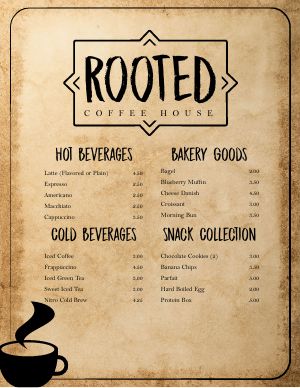 ROOTED
COFFEE HOUSE
HOT BEVERAGES
Latte (Flavored or Plain) 4.50
Espresso 2.50
Americano 2.50
Macchiato 2.50
Cappuccino 3.50
BAKERY GOODS
Bagel 2.00
Blueberry Muffin 3.50
Cheese Danish 4.50
Croissant 3.00
Morning Bun 3.50
COLD BEVERAGES
Iced Coffee
Frappuccino 4.50
Iced Green Tea 3.00
Sweet Iced Tea 3.00
Nitro Cold Brew 4.25
SNACK COLLECTION
Chocolate Cookies (2) 3.00
Banana Chips 3.50
Parfait 5.00
Hard Boiled Egg 2.00
Protein Box